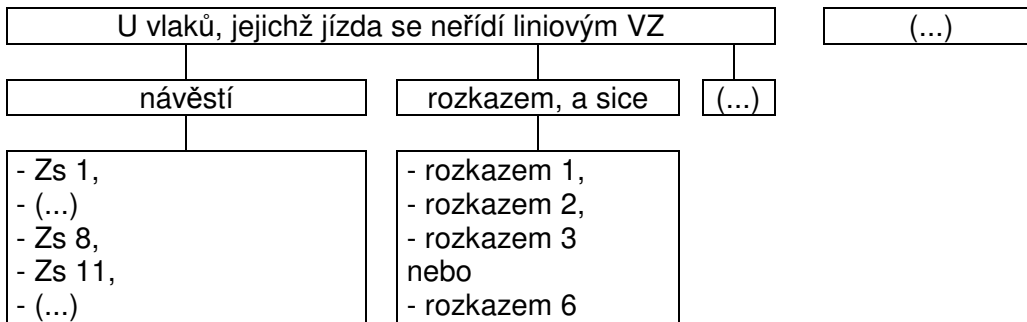 U vlaků, jejichž jízda se neřídí liniovým VZ
(...)
návěstí
rozkazem, a sice
(...)
- Zs 1,
- (...)
- Zs 8,
- Zs 11,
- (...)
- rozkazem 1,
- rozkazem 2,
- rozkazem 3
nebo
- rozkazem 6